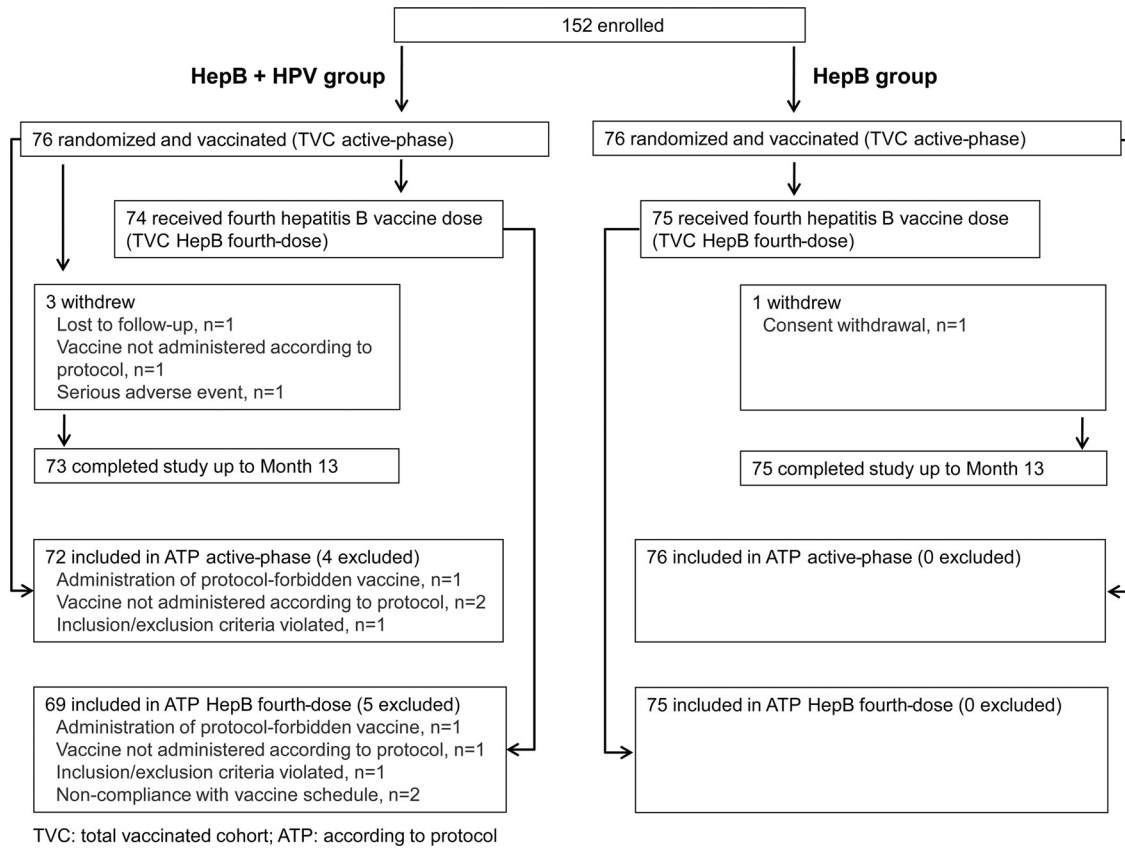 152 enrolled
HepB + HPV group
HepB group
76 randomized and vaccinated (TVC active-phase)
76 randomized and vaccinated (TVC active-phase)
74 received fourth hepatitis B vaccine dose
(TVC HepB fourth-dose)
75 received fourth hepatitis B vaccine dose
(TVC HepB fourth-dose)
3 withdrew
Lost to follow-up, n=1
Vaccine not administered according to
protocol, n=1
Serious adverse event, n=1
1 withdrew
Consent withdrawal, n=1
73 completed study up to Month 13
75 completed study up to Month 13
72 included in ATP active-phase (4 excluded)
Administration of protocol-forbidden vaccine, n=1
Vaccine not administered according to protocol, n=2
Inclusion/exclusion criteria violated, n=1
76 included in ATP active-phase (0 excluded)
69 included in ATP HepB fourth-dose (5 excluded)
Administration of protocol-forbidden vaccine, n=1
Vaccine not administered according to protocol, n=1
Inclusion/exclusion criteria violated, n=1
Non-compliance with vaccine schedule, n=2
75 included in ATP HepB fourth-dose (0 excluded)
TVC: total vaccinated cohort; ATP: according to protocol